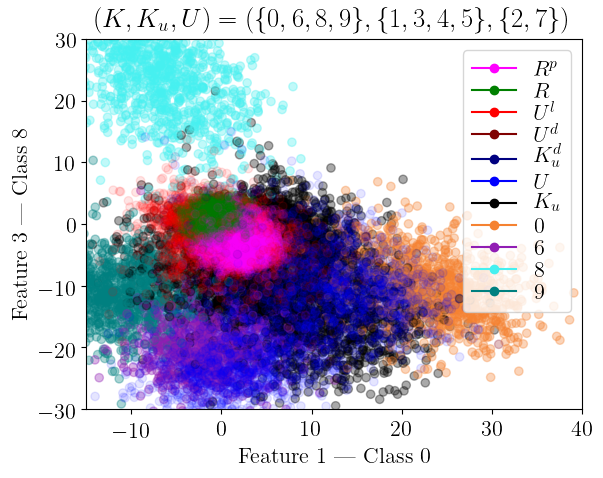 (K, K_u, U) = ({0, 6, 8, 9}, {1, 3, 4, 5}, {2, 7})
30
20
10
0
−10
−20
−30
Feature 3 — Class 8
R^p
R
U^l
U^d
K_u^d
U
K_u
0
6
8
9
−10
0
10
20
30
40
Feature 1 — Class 0